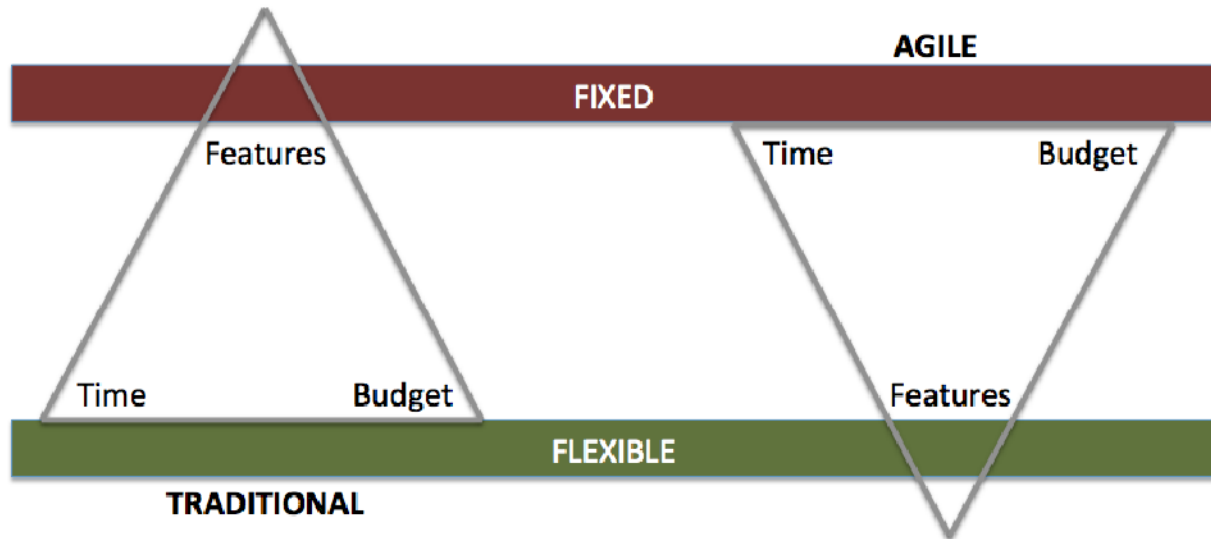 AGILE
FIXED
Features
Time Budget
Time Budget
Features
FLEXIBLE
TRADITIONAL